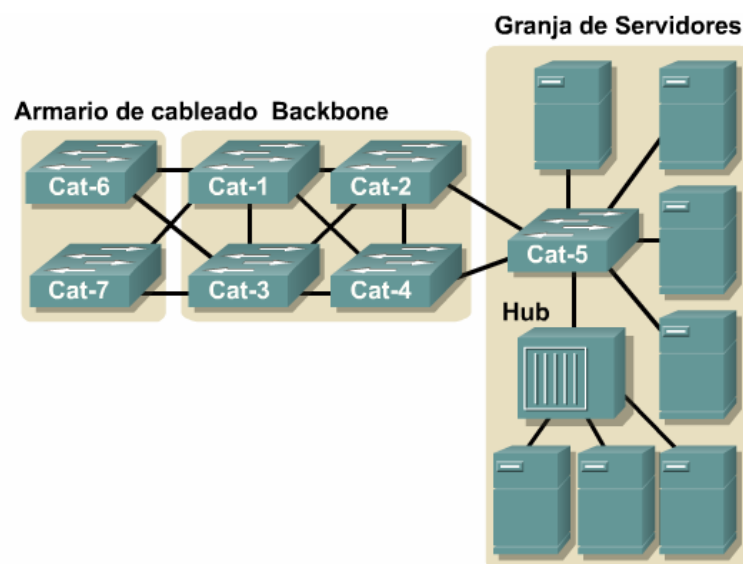 Granja de Servidores
Armario de cableado Backbone
Cat-6
Cat-1
Cat-2
Cat-5
Cat-7
Cat-3
Cat-4
Hub